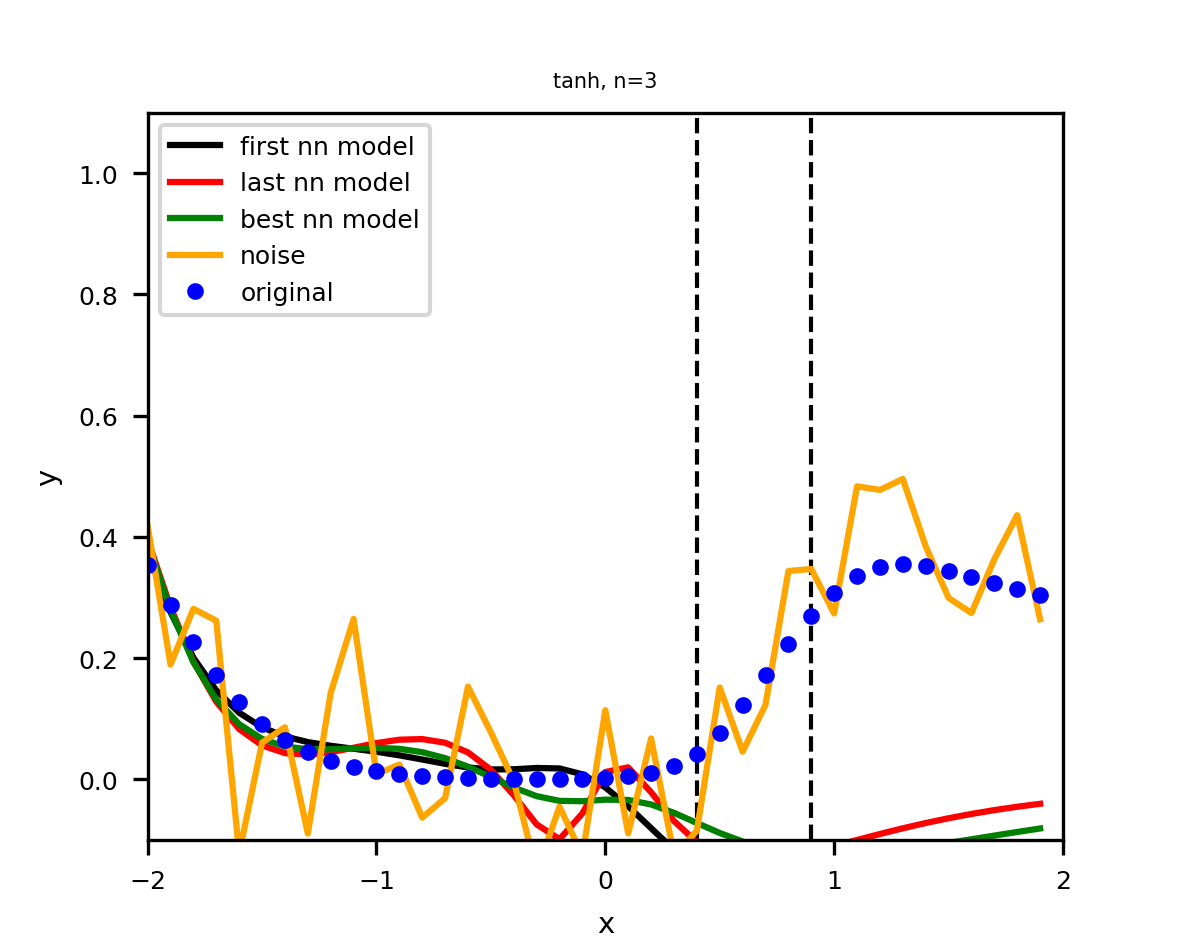 tanh, n=3
first nn model
last nn model
best nn model
noise
original
1.0
0.8
0.6
0.4
0.2
0.0
y
−2
−1
0
1
2
x